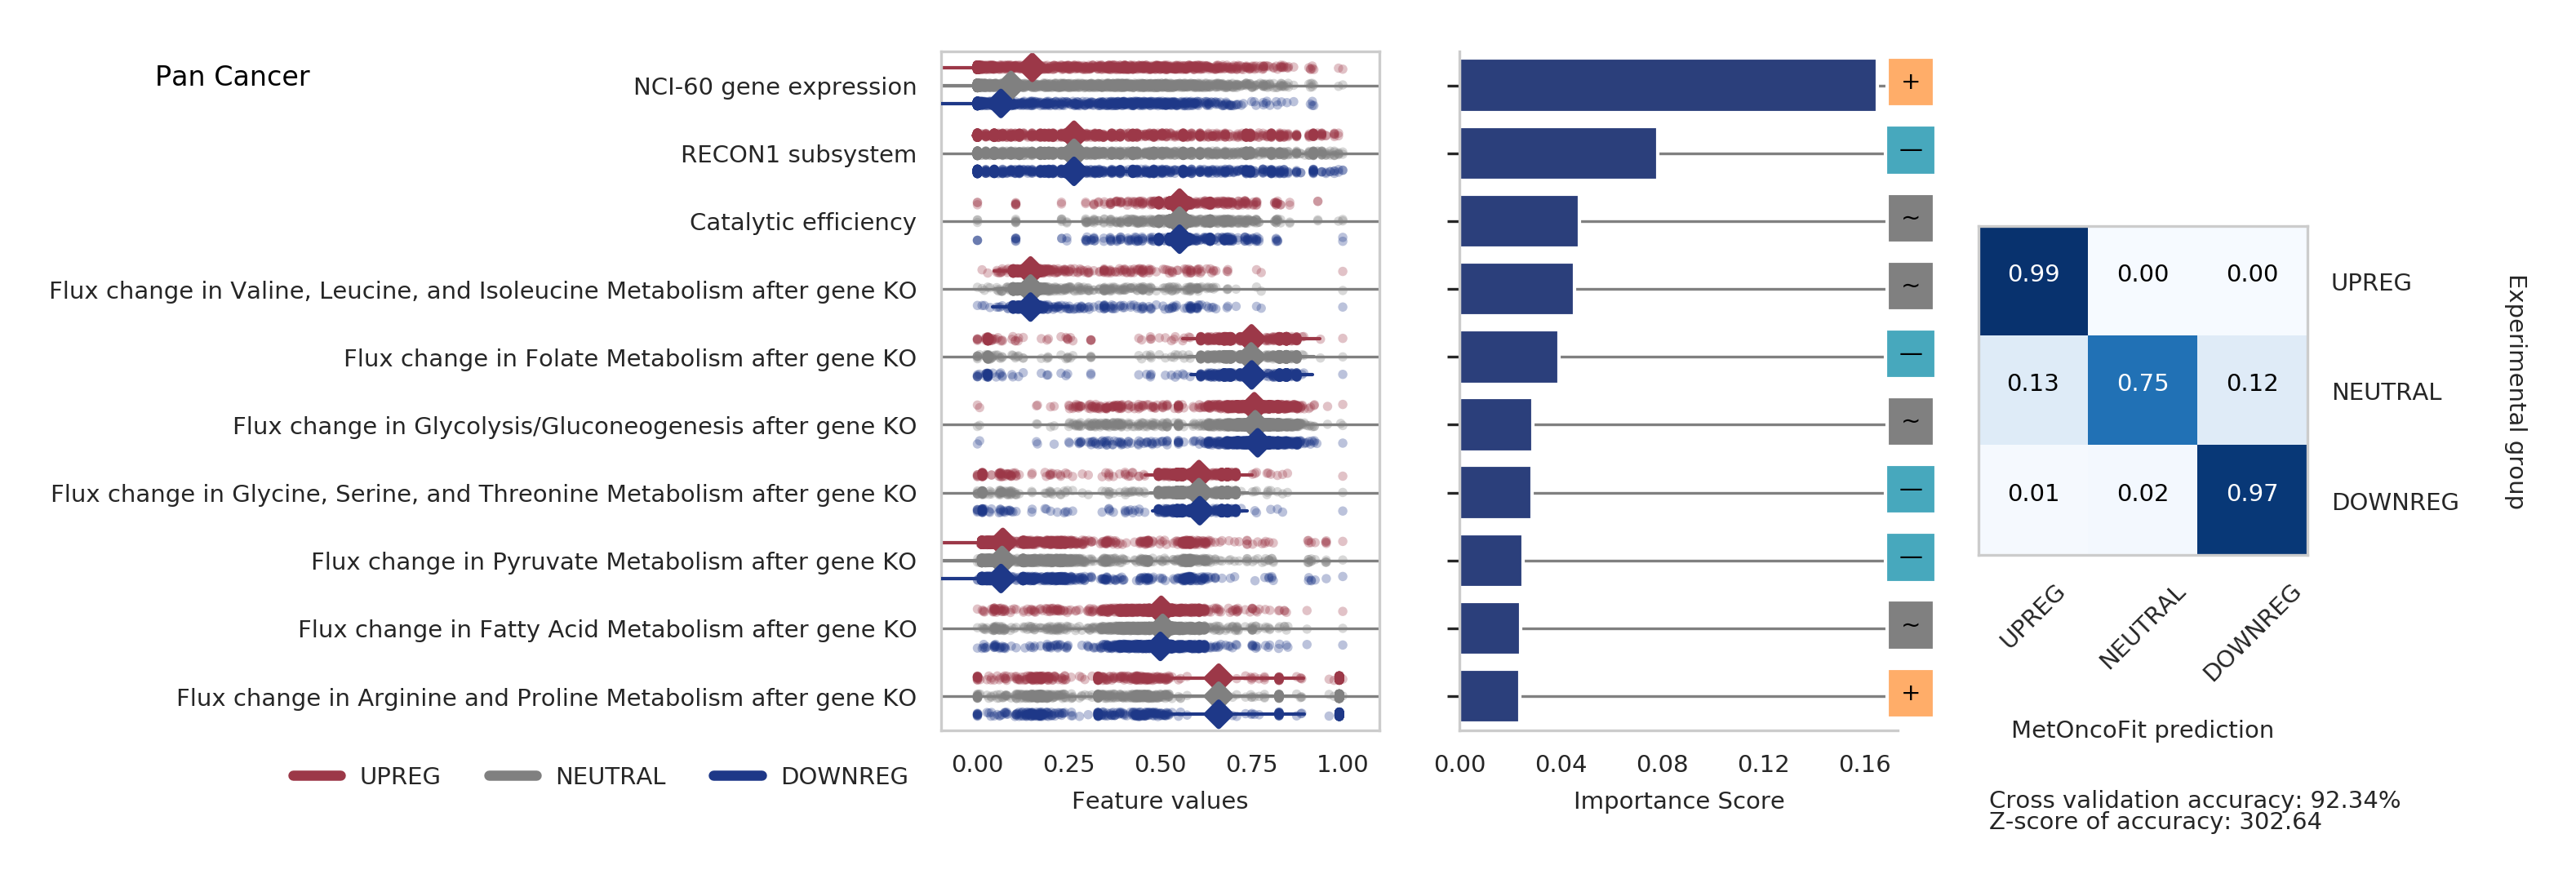 Pan Cancer
NCI-60 gene expression
RECON1 subsystem
Catalytic efficiency
Flux change in Valine, Leucine, and Isoleucine Metabolism after gene KO
Flux change in Folate Metabolism after gene KO
Flux change in Glycolysis/Gluconeogenesis after gene KO
Flux change in Glycine, Serine, and Threonine Metabolism after gene KO
Flux change in Pyruvate Metabolism after gene KO
Flux change in Fatty Acid Metabolism after gene KO
Flux change in Arginine and Proline Metabolism after gene KO
UPREG NEUTRAL DOWNREG
0.00 0.25 0.50 0.75 1.00
Feature values
+
—
~
~
—
~
—
—
~
+
0.00 0.04 0.08 0.12 0.16
Importance Score
0.99 0.00 0.00 UPREG
0.13 0.75 0.12 NEUTRAL
0.01 0.02 0.97 DOWNREG
Experimental group
UPREG NEUTRAL DOWNREG
MetOncoFit prediction
Cross validation accuracy: 92.34%
Z-score of accuracy: 302.64